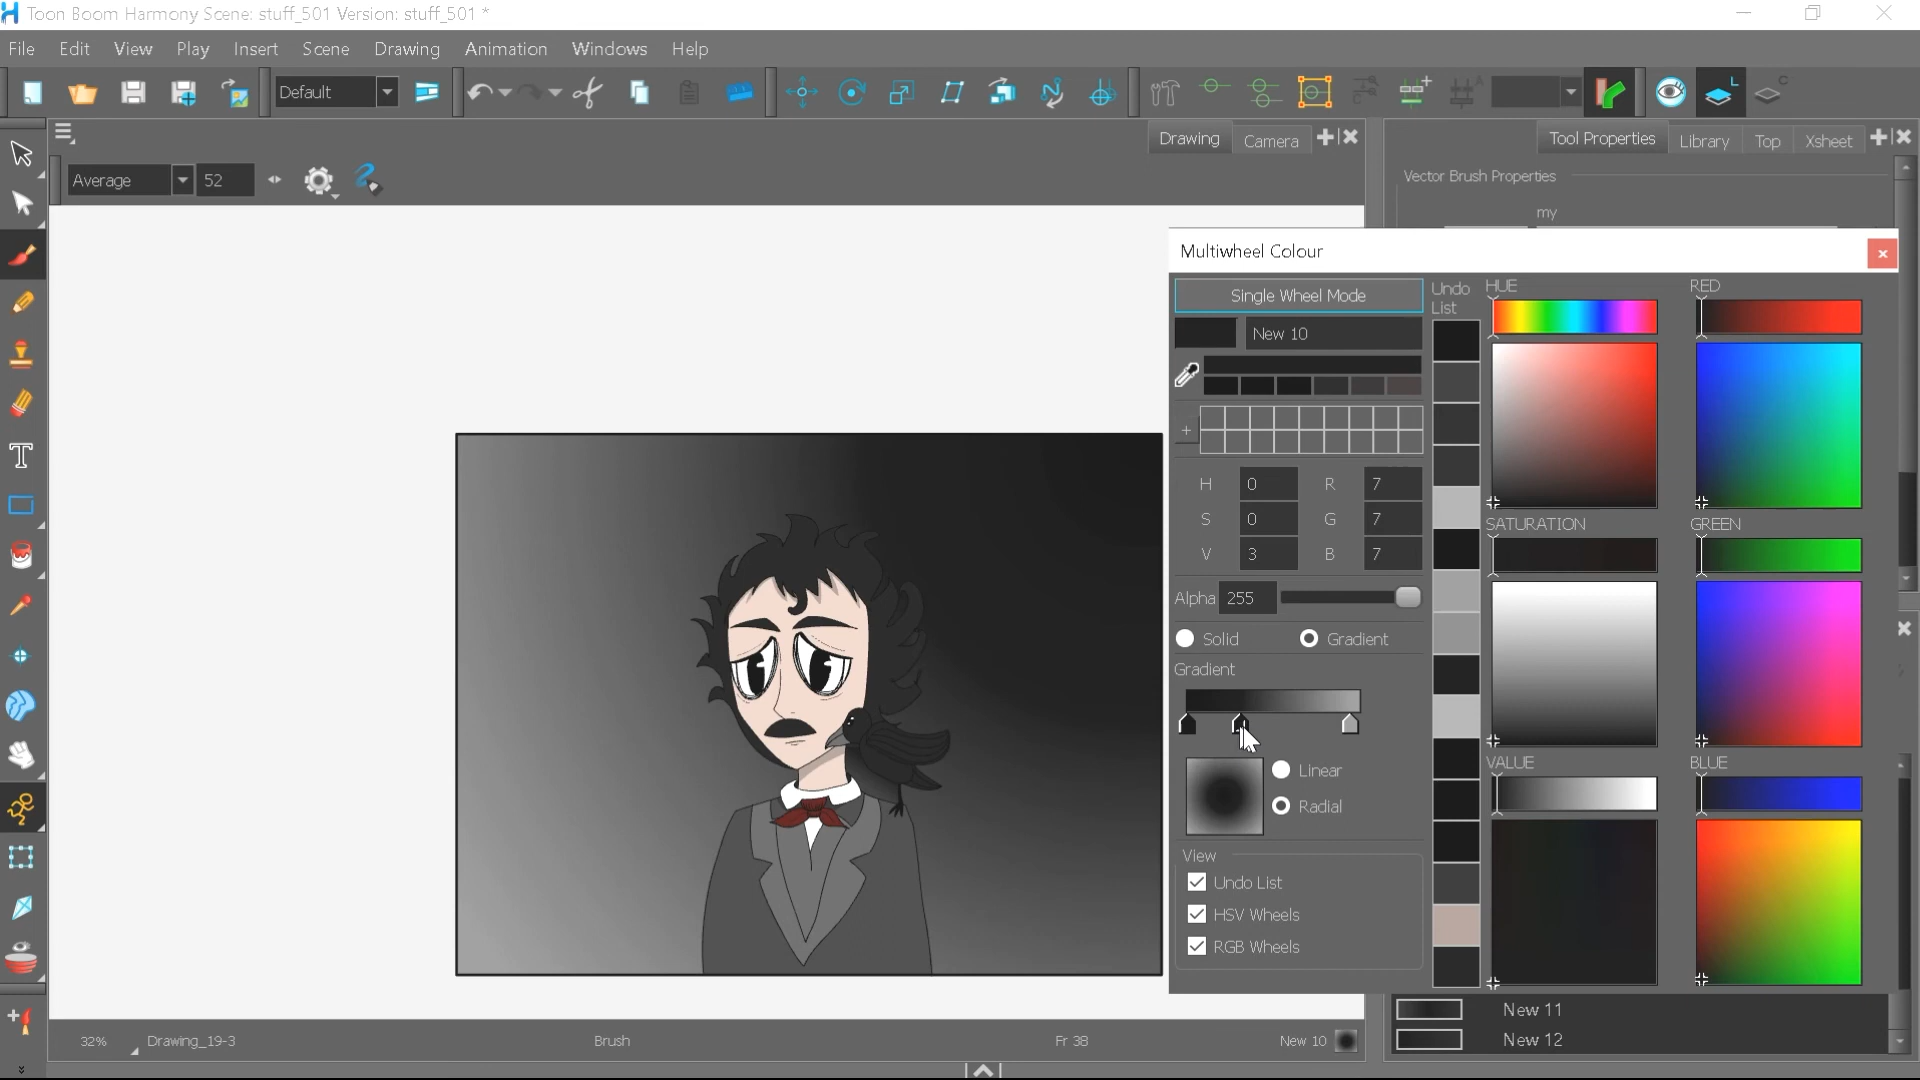 Toon Boom Harmony Scene: stuff_501 Version: stuff_501 *
File Edit View Play Insert Scene Drawing Animation Windows Help
Default
L
C
Drawing Camera
Tool Properties Library Top Xsheet
Average 52
Vector Brush Properties
my
Multiwheel Colour
Single Wheel Mode
New 10
Undo List
HUE
RED
H 0 R 7
S 0 G 7
V 3 B 7
SATURATION
GREEN
Alpha 255
Solid Gradient
Gradient
Linear
Radial
VALUE
BLUE
View
Undo List
HSV Wheels
RGB Wheels
New 11
New 12
32% Drawing_19-3 Brush Fr 38 New 10